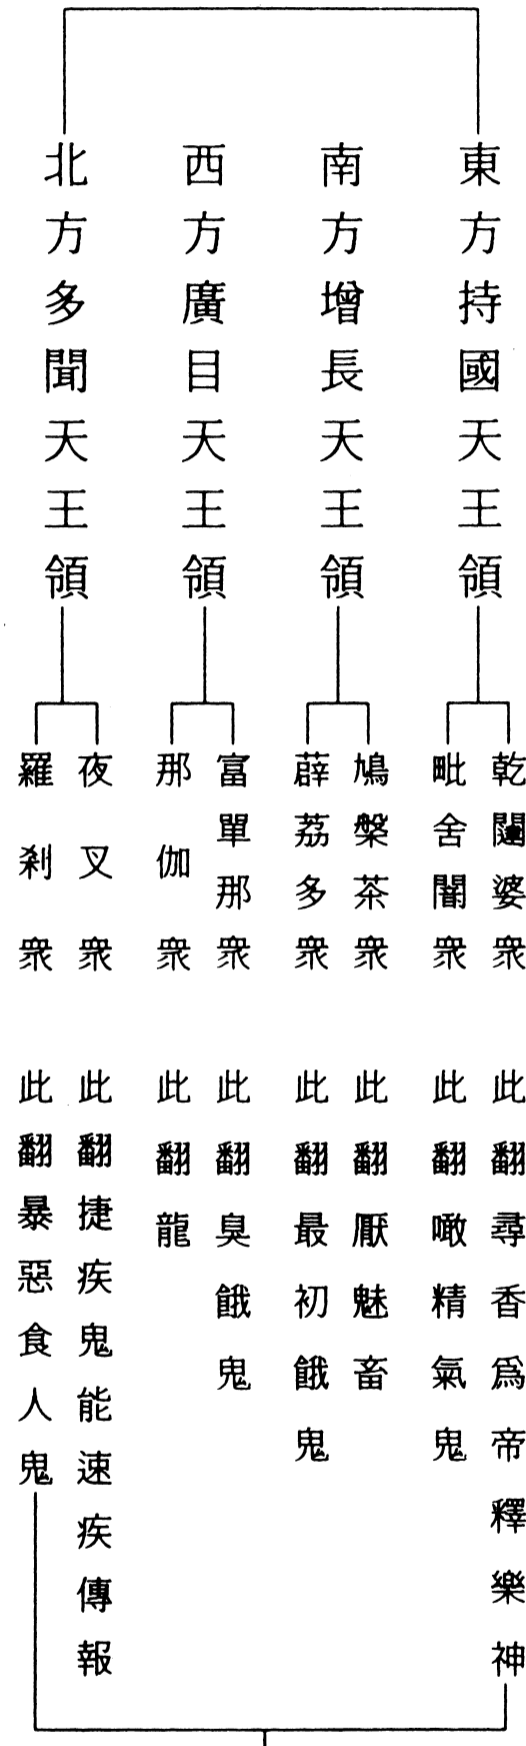 東方持國天王領
乾闥婆衆　此翻尋香爲帝釋樂神
毗舍闍衆　此翻噉精氣鬼
南方增長天王領
鳩槃茶衆　此翻厭魅畜
薜荔多衆　此翻最初餓鬼
西方廣目天王領
富單那衆　此翻臭餓鬼
那伽衆　此翻龍
北方多聞天王領
夜叉衆　此翻捷疾鬼能速疾傳報
羅剎衆　此翻暴惡食人鬼